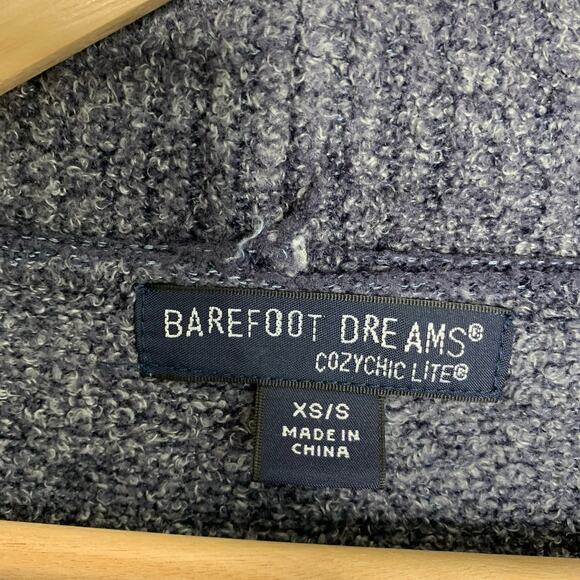 BAREFOOT DREAMS®
COZYCHIC LITE®
XS/S
MADE IN
CHINA